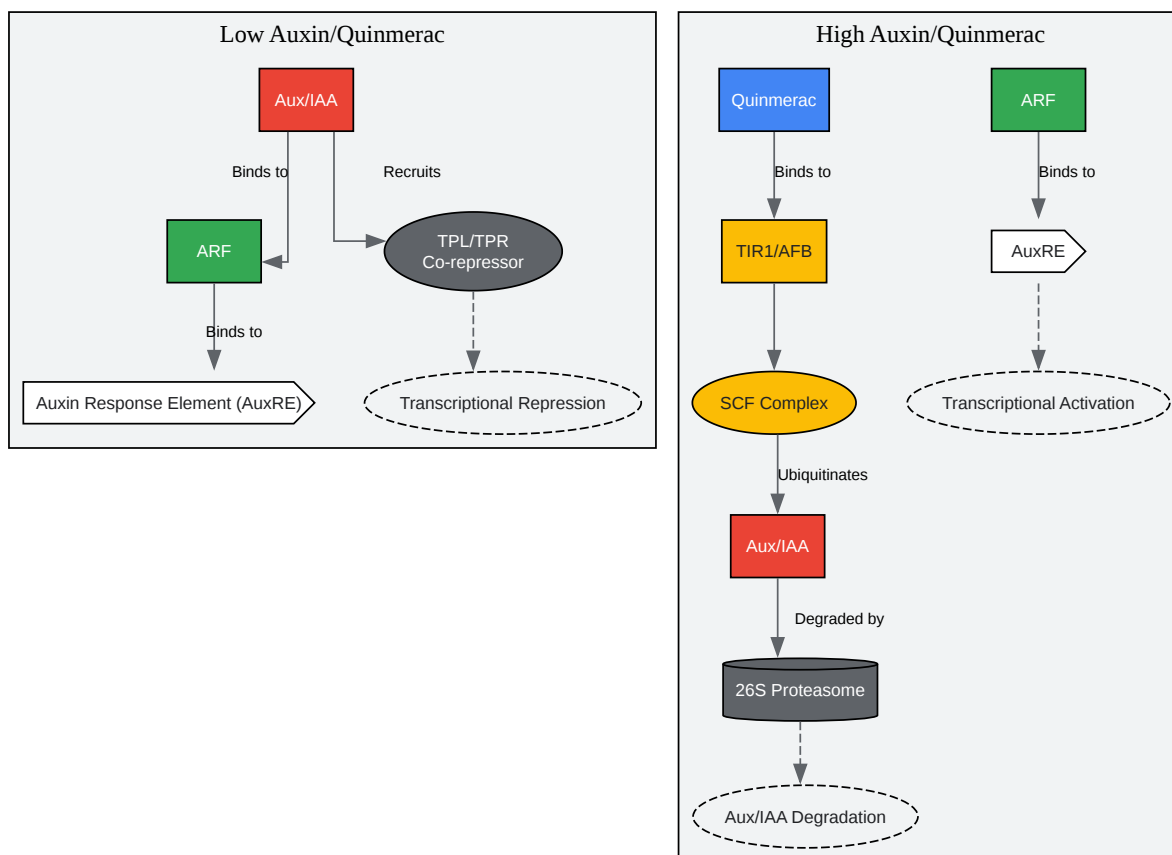 Low Auxin/Quinmerac
Aux/IAA
Binds to
Recruits
ARF
TPL/TPR
Co-repressor
Binds to
Auxin Response Element (AuxRE)
Transcriptional Repression
High Auxin/Quinmerac
Quinmerac
ARF
Binds to
Binds to
TIR1/AFB
AuxRE
SCF Complex
Transcriptional Activation
Ubiquitinates
Aux/IAA
Degraded by
26S Proteasome
Aux/IAA Degradation